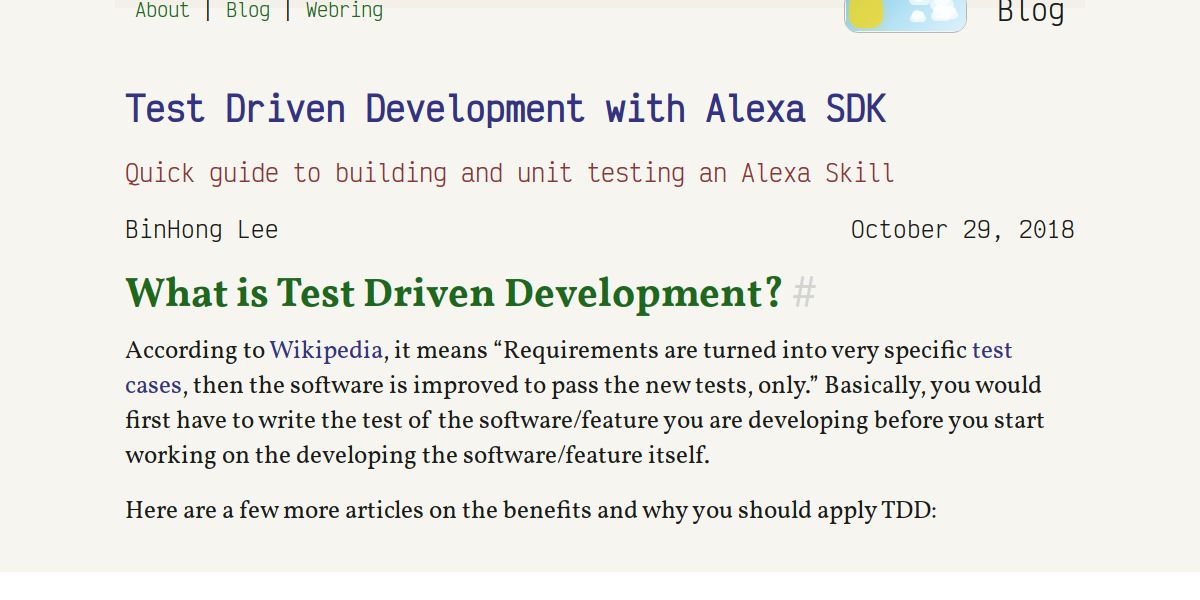 About | Blog | Webring
Blog
Test Driven Development with Alexa SDK
Quick guide to building and unit testing an Alexa Skill
BinHong Lee
October 29, 2018
What is Test Driven Development? #
According to Wikipedia, it means “Requirements are turned into very specific test
cases, then the software is improved to pass the new tests, only.” Basically, you would
first have to write the test of the software/feature you are developing before you start
working on the developing the software/feature itself.
Here are a few more articles on the benefits and why you should apply TDD: